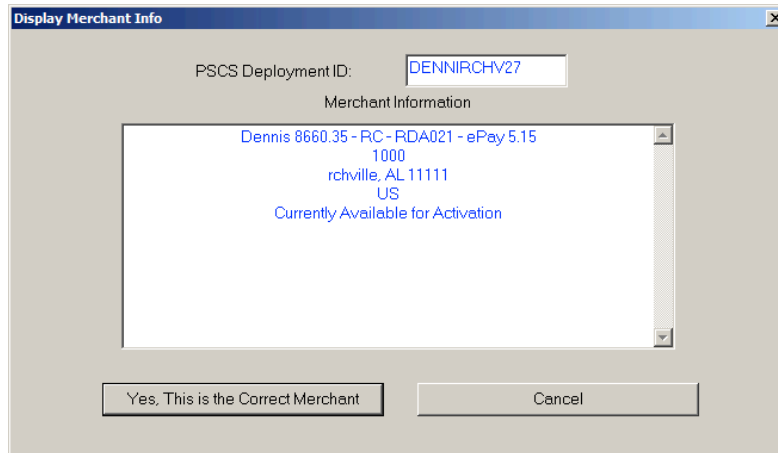 Display Merchant Info
PSCS Deployment ID: DENNIRCHV27
Merchant Information
Dennis 8660.35 - RC - RDA021 - ePay 5.15
1000
rchville, AL 11111
US
Currently Available for Activation
Yes, This is the Correct Merchant Cancel